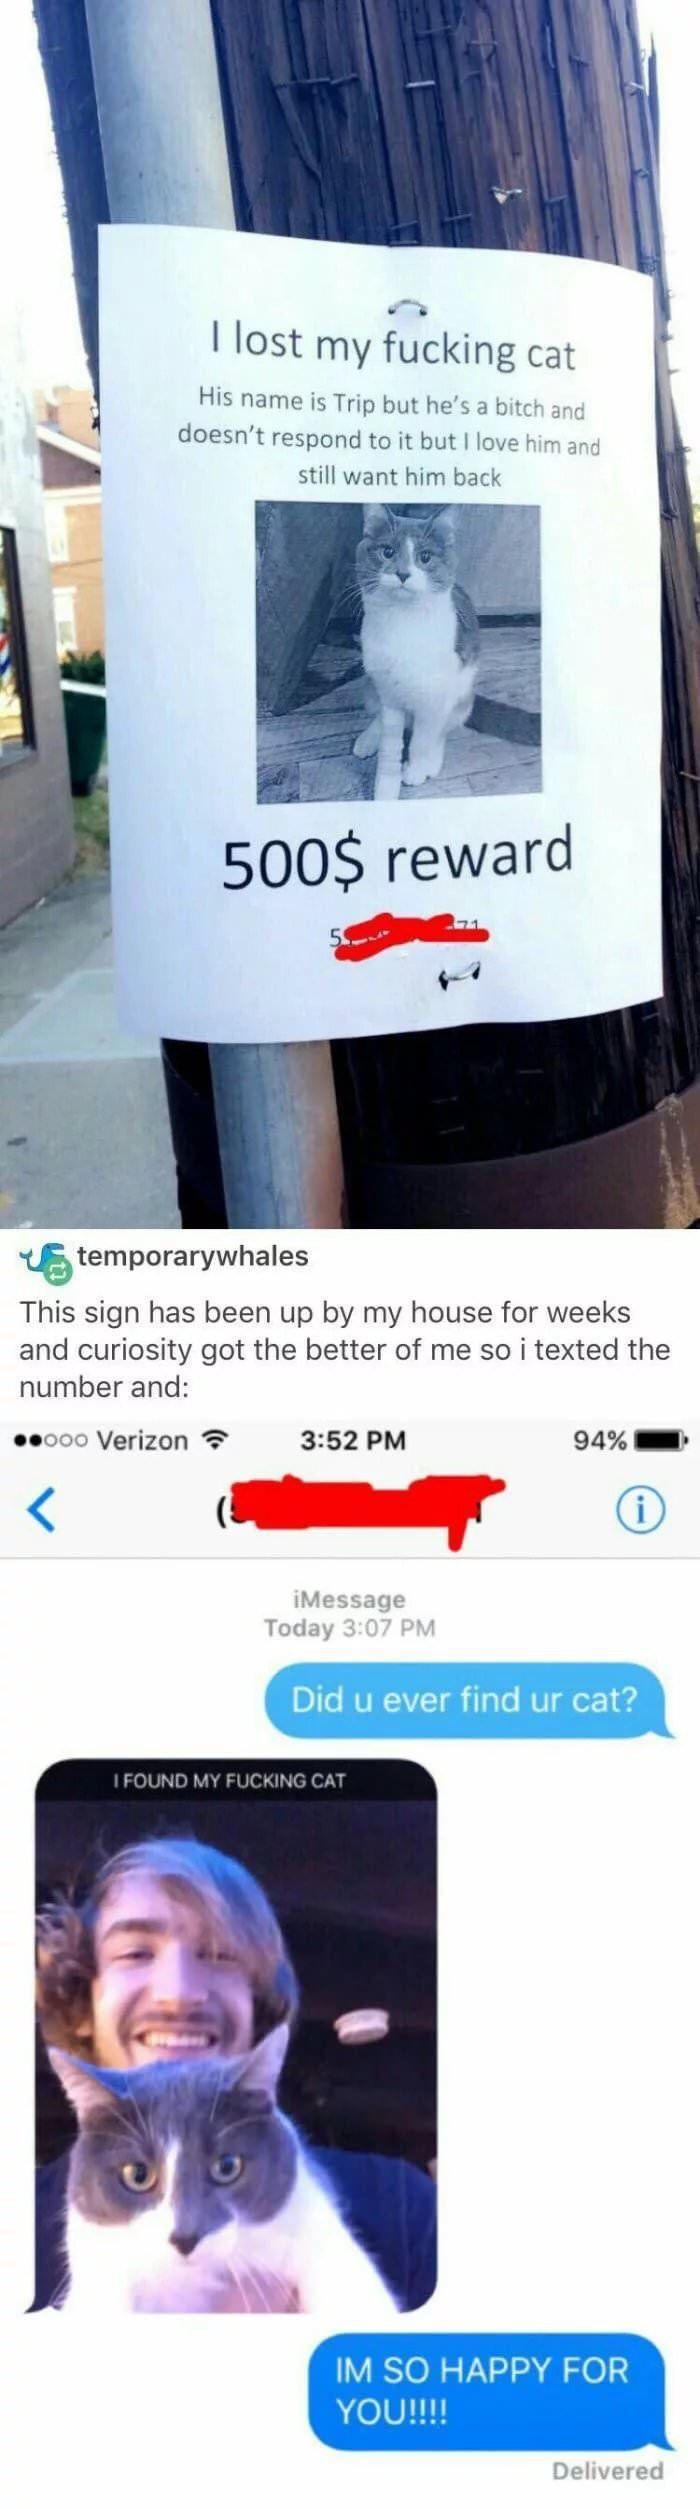 I lost my fucking cat
His name is Trip but he's a bitch and
doesn't respond to it but I love him and
still want him back
500$ reward
5 71
temporarywhales
This sign has been up by my house for weeks
and curiosity got the better of me so i texted the
number and:
Verizon 3:52 PM 94%
(
iMessage
Today 3:07 PM
Did u ever find ur cat?
I FOUND MY FUCKING CAT
IM SO HAPPY FOR
YOU!!!!
Delivered